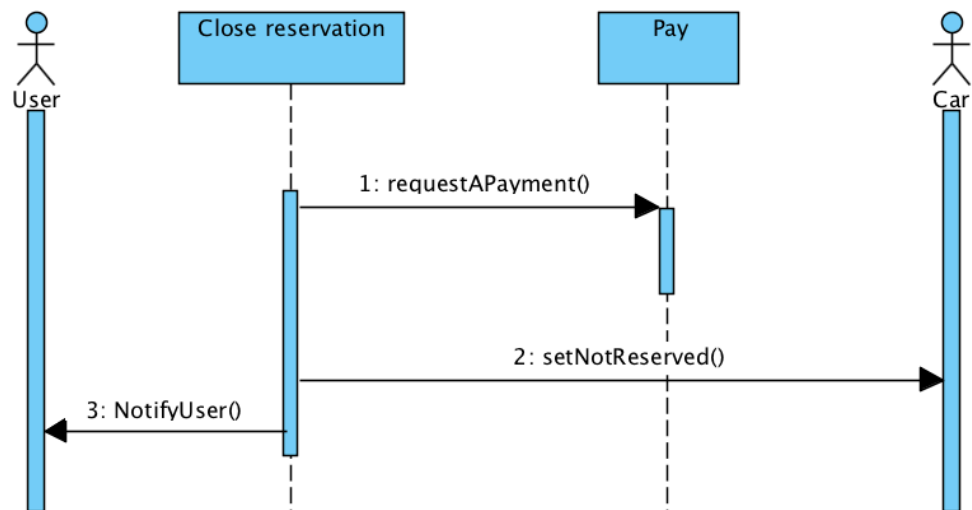 Close reservation
Pay
User
Car
1: requestAPayment()
2: setNotReserved()
3: NotifyUser()